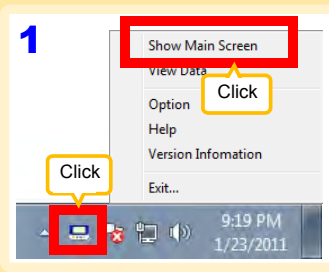 1
Show Main Screen
View Data
Click
Option
Help
Version Infomation
Click
Exit...
9:19 PM
1/23/2011